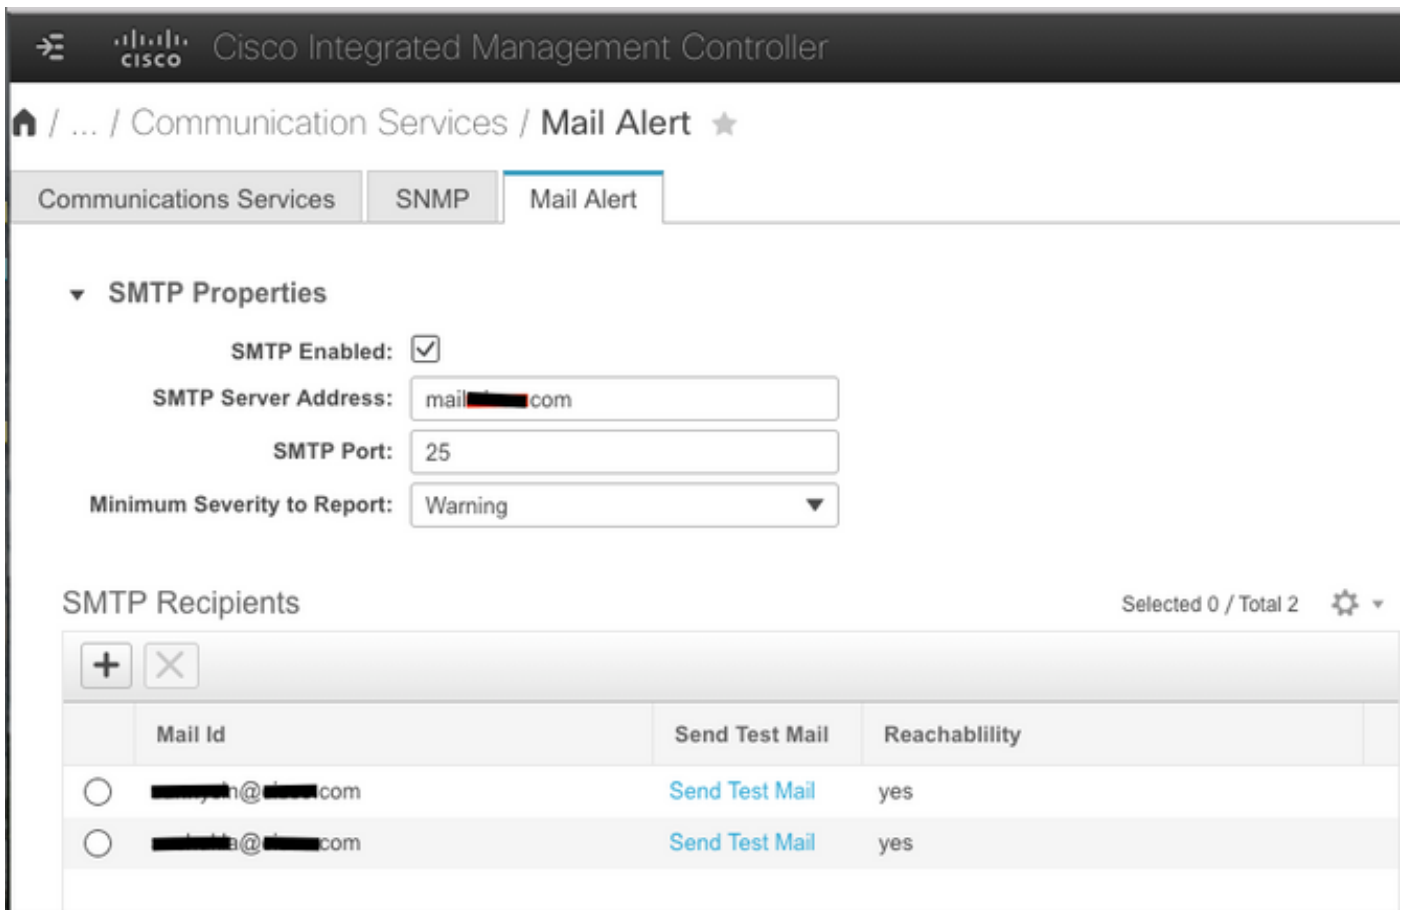 cisco Cisco Integrated Management Controller
/ ... / Communication Services / Mail Alert
Communications Services SNMP Mail Alert
SMTP Properties
SMTP Enabled:
SMTP Server Address: mail com
SMTP Port: 25
Minimum Severity to Report: Warning
SMTP Recipients Selected 0 / Total 2
Mail Id Send Test Mail Reachablility
@ com Send Test Mail yes
@ com Send Test Mail yes